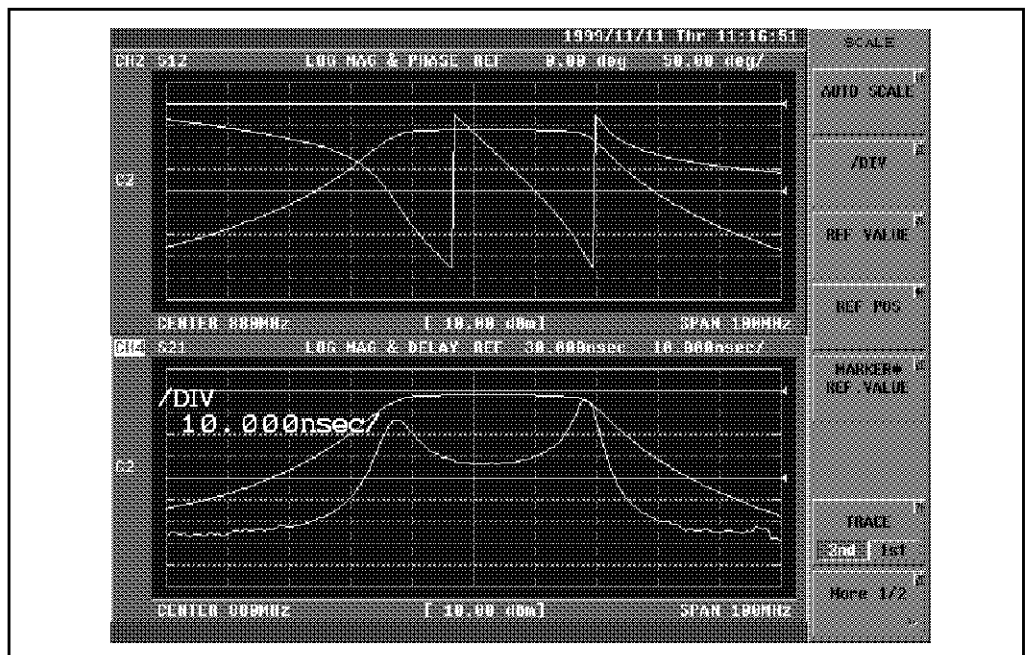 1999/11/11 Thr 11:16:51
CH2 S12 LOG MAG & PHASE REF 0.00 deg 50.00 deg/
C2
CENTER 800MHz [ 10.00 dBm] SPAN 100MHz
CH4 S21 LOG MAG & DELAY REF 30.000nsec 10.000nsec/
/DIV
10.000nsec/
C2
CENTER 800MHz [ 10.00 dBm] SPAN 100MHz
SCALE
AUTO SCALE
/DIV
REF VALUE
REF POS
MARKER
REF.VALUE
TRACE
2nd 1st
More 1/2